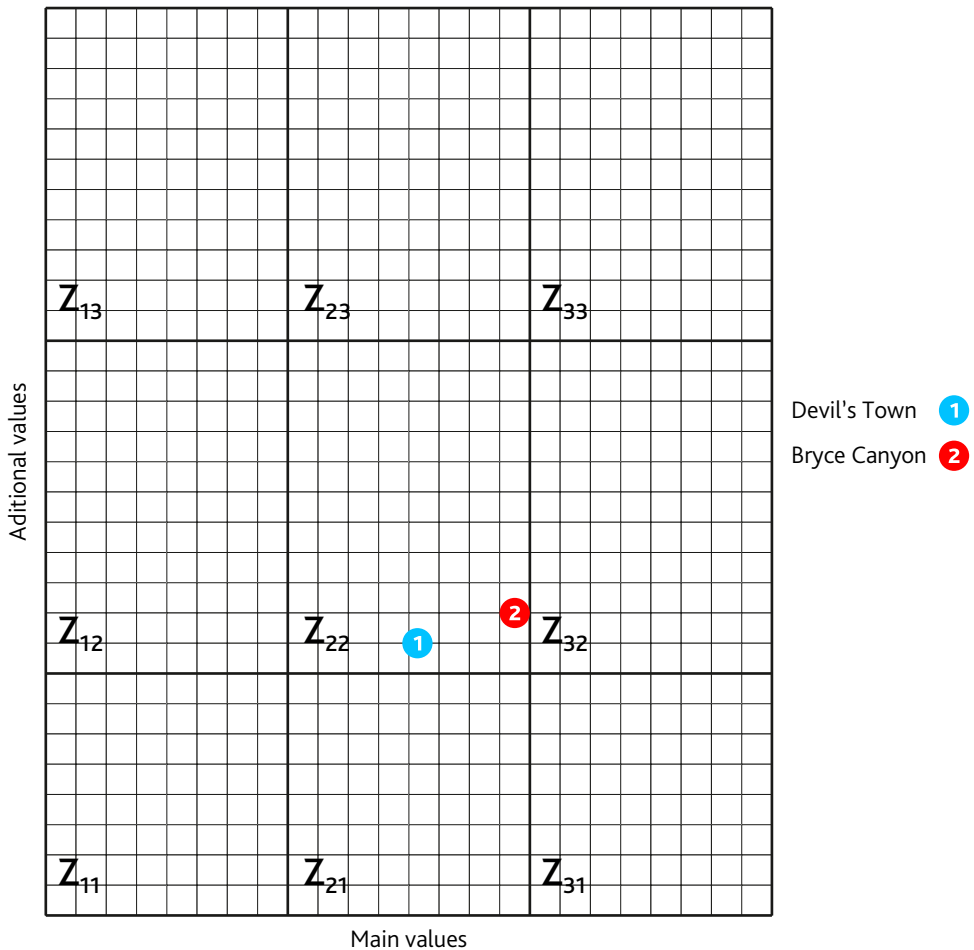 Z13
Z23
Z33
Aditional values
Devil's Town 1
Bryce Canyon 2
2
Z12
Z22
1
Z32
Z11
Z21
Z31
Main values